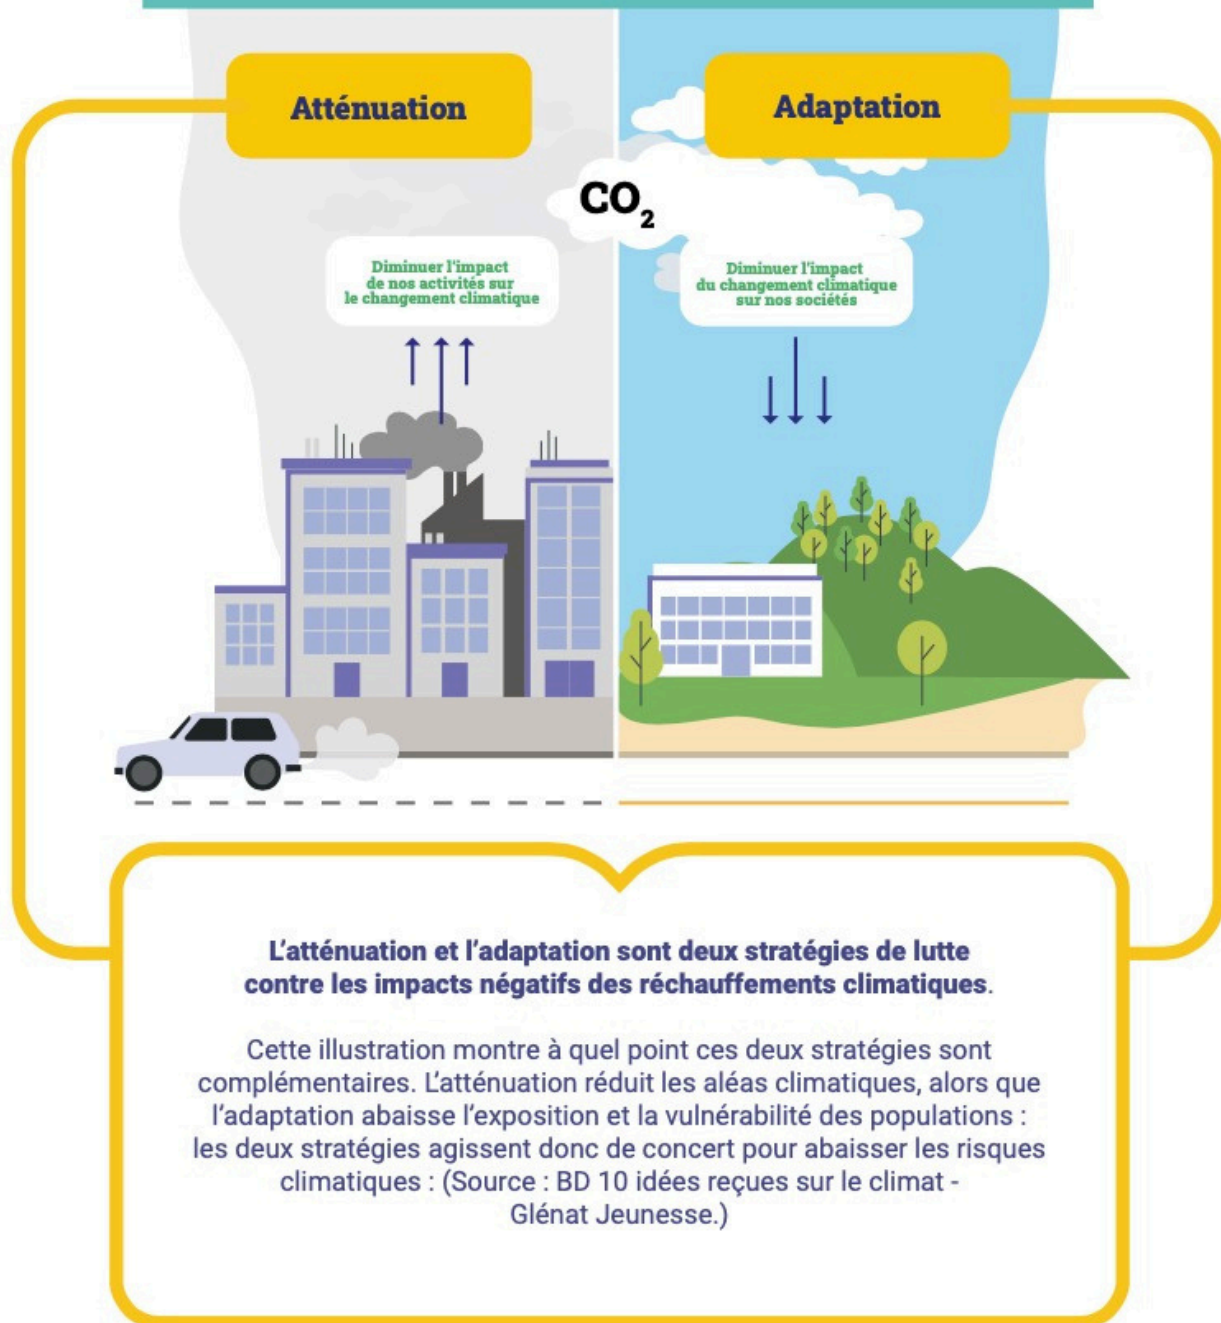 Atténuation
Adaptation
CO₂
Diminuer l'impact
de nos activités sur
le changement climatique
Diminuer l'impact
du changement climatique
sur nos sociétés
L'atténuation et l'adaptation sont deux stratégies de lutte
contre les impacts négatifs des réchauffements climatiques.
Cette illustration montre à quel point ces deux stratégies sont
complémentaires. L'atténuation réduit les aléas climatiques, alors que
l'adaptation abaisse l'exposition et la vulnérabilité des populations :
les deux stratégies agissent donc de concert pour abaisser les risques
climatiques : (Source : BD 10 idées reçues sur le climat -
Glénat Jeunesse.)